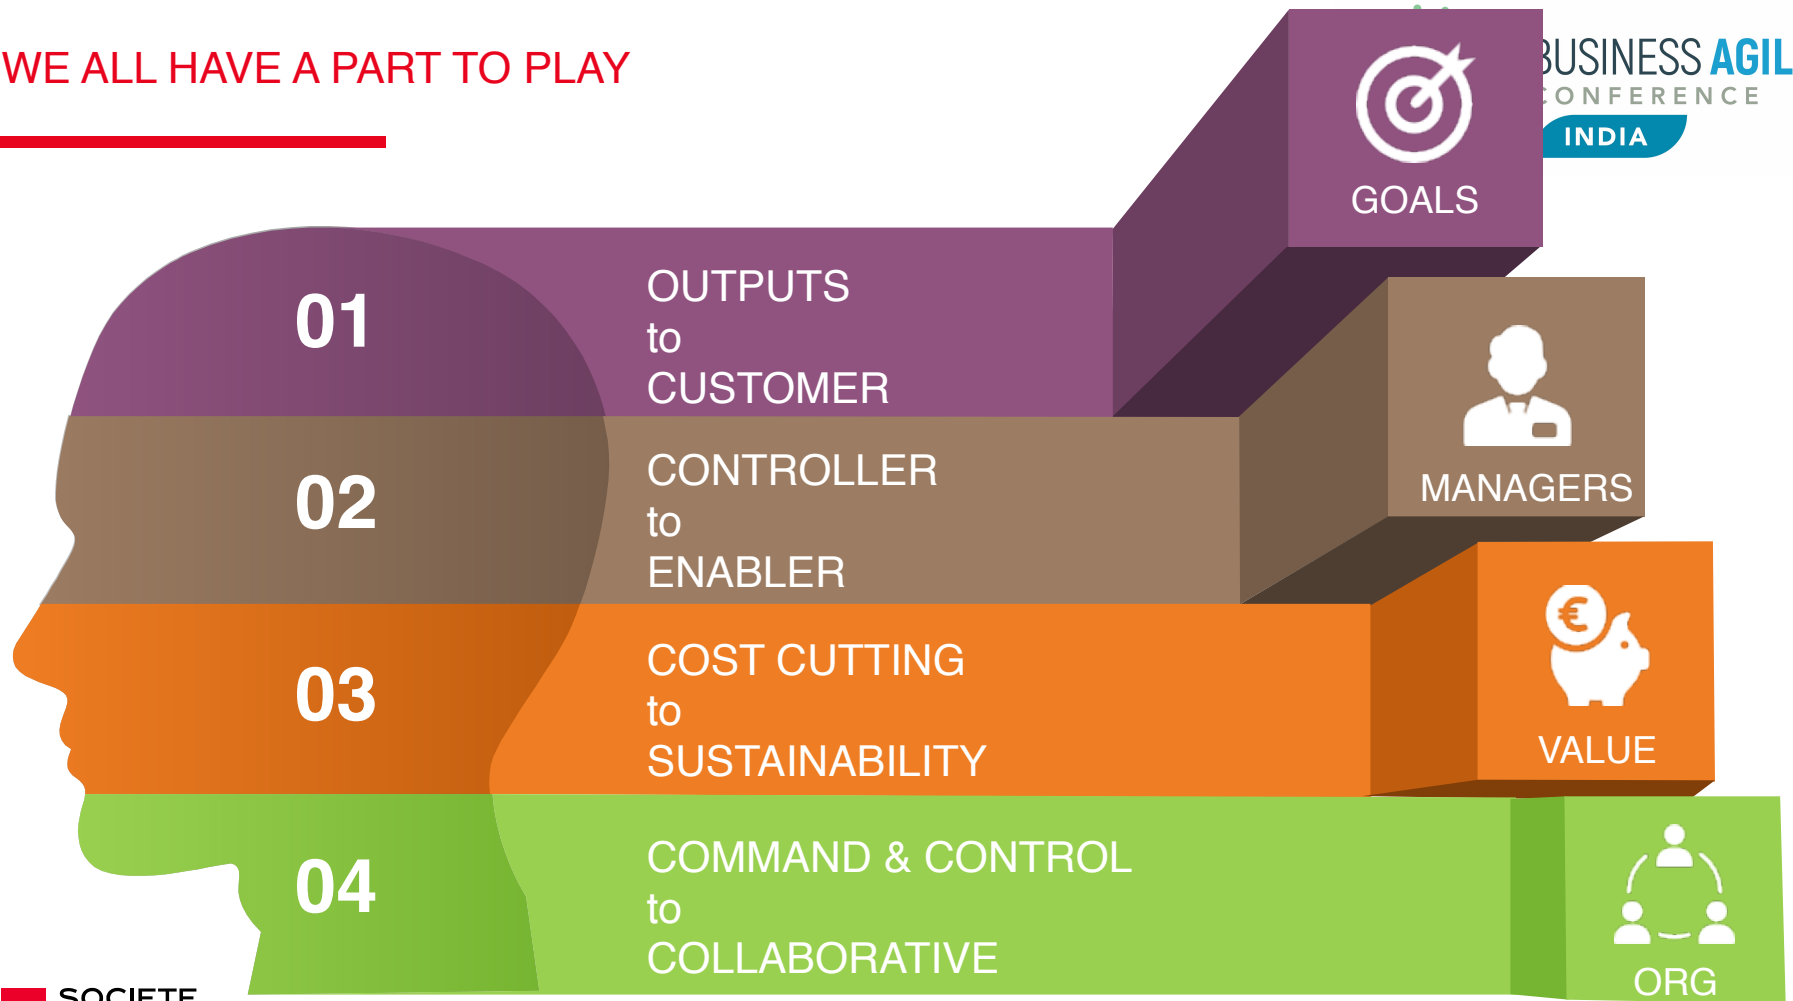 WE ALL HAVE A PART TO PLAY
BUSINESS AGIL
CONFERENCE
INDIA
GOALS
01
OUTPUTS
to
CUSTOMER
MANAGERS
02
CONTROLLER
to
ENABLER
€
VALUE
03
COST CUTTING
to
SUSTAINABILITY
04
COMMAND & CONTROL
to
COLLABORATIVE
ORG
SOCIETE